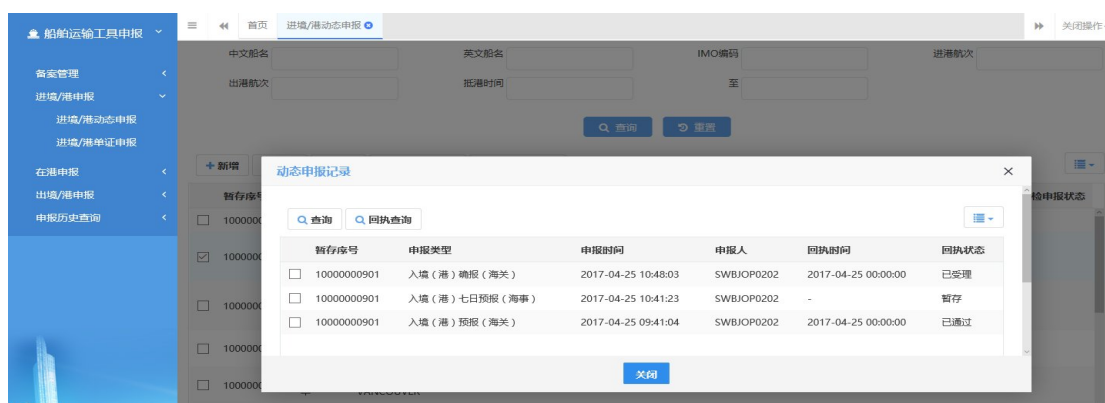 船舶运输工具申报
首页 进境/港动态申报
关闭操作
备案管理
进境/港申报
进境/港动态申报
进境/港单证申报
在港申报
出境/港申报
申报历史查询
中文船名 英文船名 IMO编码 进港航次
出港航次 抵港时间 至
查询 重置
新增
暂存序号 检申报状态
1000000
1000000
1000000
1000000
1000000
VANCOUVER
动态申报记录
查询 回执查询
暂存序号 申报类型 申报时间 申报人 回执时间 回执状态
10000000901 入境（港）确报（海关） 2017-04-25 10:48:03 SWBJOP0202 2017-04-25 00:00:00 已受理
10000000901 入境（港）七日预报（海事） 2017-04-25 10:41:23 SWBJOP0202 - 暂存
10000000901 入境（港）预报（海关） 2017-04-25 09:41:04 SWBJOP0202 2017-04-25 00:00:00 已通过
关闭